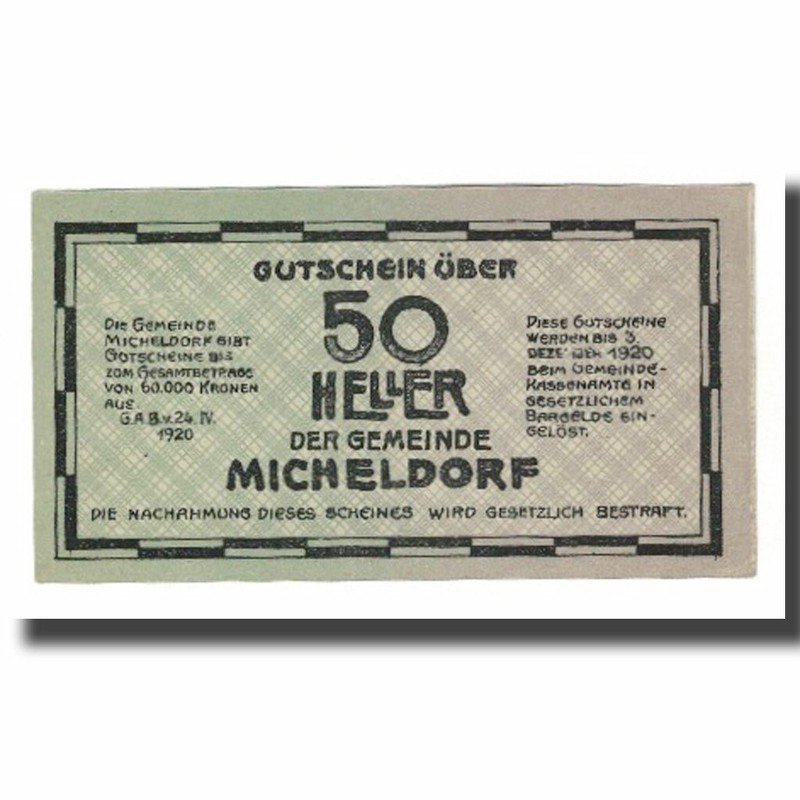 GUTSCHEIN ÜBER
50
HELLER
DER GEMEINDE
MICHELDORF
DIE GEMEINDE
MICHELDORF GIBT
GUTSCHEINE BIS
ZUM GESAMTBETRAGE
VON 60.000 KRONEN
AUS.
G.A.B.v.24.IV.
1920
DIESE GUTSCHEINE
WERDEN BIS 3.
DEZEMBER 1920
BEIM GEMEINDE-
KASSENAMTE IN
GESETZLICHEM
BARGELDE EIN-
GELÖST.
DIE NACHAHMUNG DIESES SCHEINES WIRD GESETZLICH BESTRAFT.